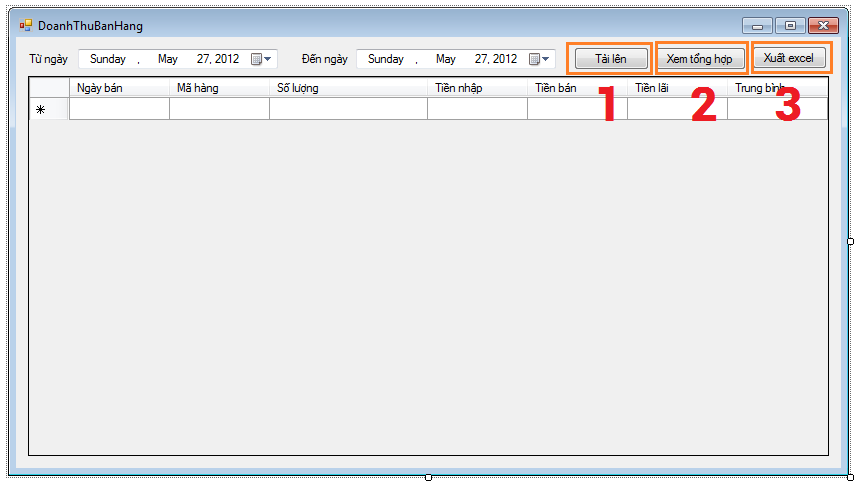 DoanhThuBanHang
Từ ngày Sunday , May 27, 2012 Đến ngày Sunday , May 27, 2012 Tải lên Xem tổng hợp Xuất excel
Ngày bán Mã hàng Số lượng Tiền nhập Tiền bán Tiền lãi Trung bình
1 2 3